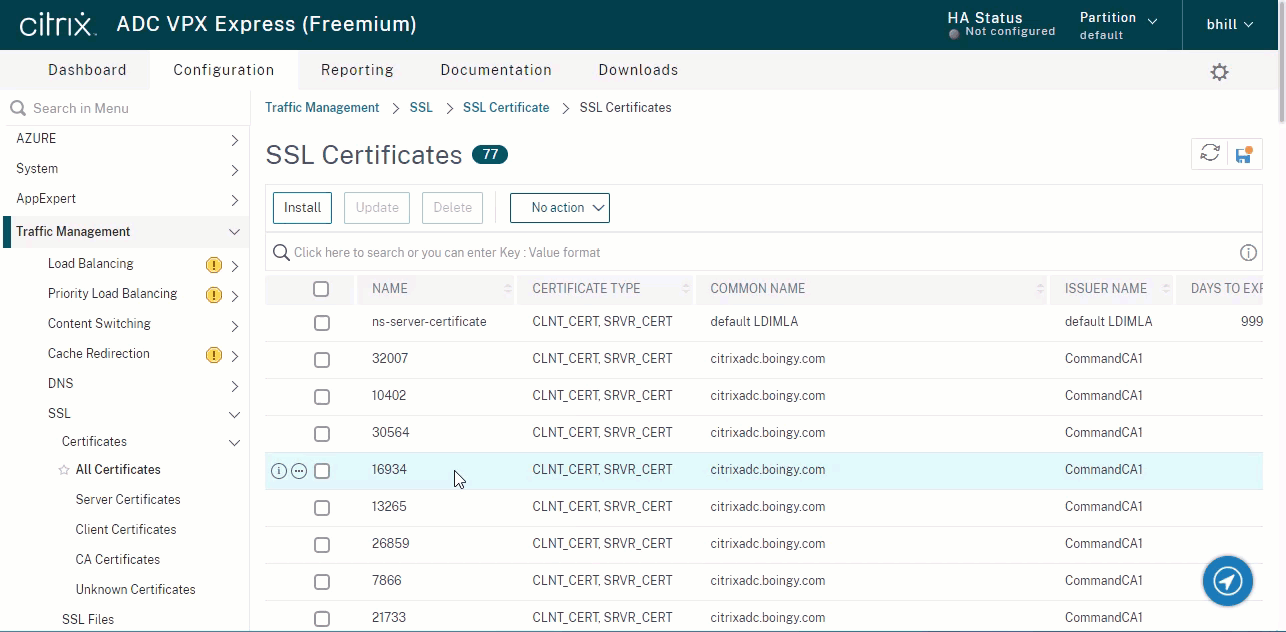 citrix. ADC VPX Express (Freemium)
HA Status
Not configured
Partition
default
bhill
Dashboard Configuration Reporting Documentation Downloads
Search in Menu
AZURE
System
AppExpert
Traffic Management
Load Balancing
Priority Load Balancing
Content Switching
Cache Redirection
DNS
SSL
Certificates
All Certificates
Server Certificates
Client Certificates
CA Certificates
Unknown Certificates
SSL Files
Traffic Management > SSL > SSL Certificate > SSL Certificates
SSL Certificates 77
Install Update Delete No action
Click here to search or you can enter Key : Value format
NAME CERTIFICATE TYPE COMMON NAME ISSUER NAME DAYS TO EXP
ns-server-certificate CLNT_CERT, SRVR_CERT default LDIMLA default LDIMLA 999
32007 CLNT_CERT, SRVR_CERT citrixadc.boingy.com CommandCA1
10402 CLNT_CERT, SRVR_CERT citrixadc.boingy.com CommandCA1
30564 CLNT_CERT, SRVR_CERT citrixadc.boingy.com CommandCA1
16934 CLNT_CERT, SRVR_CERT citrixadc.boingy.com CommandCA1
13265 CLNT_CERT, SRVR_CERT citrixadc.boingy.com CommandCA1
26859 CLNT_CERT, SRVR_CERT citrixadc.boingy.com CommandCA1
7866 CLNT_CERT, SRVR_CERT citrixadc.boingy.com CommandCA1
21733 CLNT_CERT, SRVR_CERT citrixadc.boingy.com CommandCA1